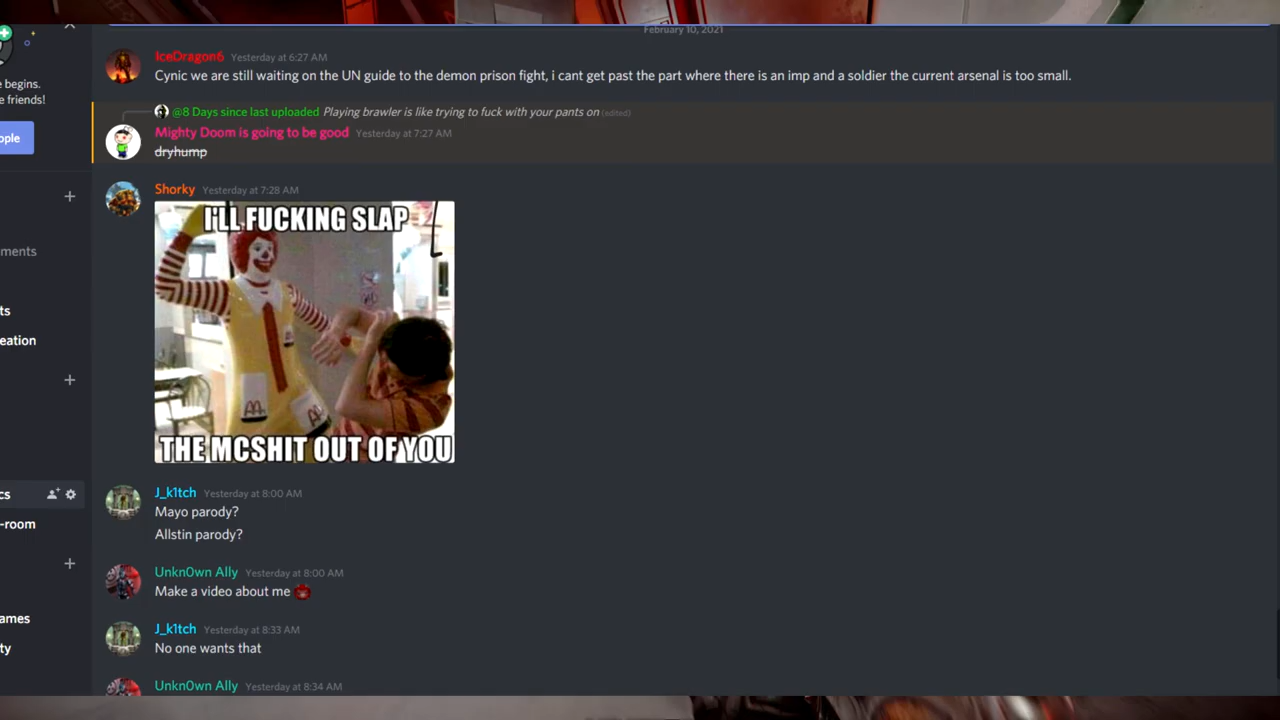 February 10, 2021
IceDragon6 Yesterday at 6:27 AM
Cynic we are still waiting on the UN guide to the demon prison fight, i cant get past the part where there is an imp and a soldier the current arsenal is too small.
e begins.
e friends!
ople
@8 Days since last uploaded Playing brawler is like trying to fuck with your pants on (edited)
Mighty Doom is going to be good Yesterday at 7:27 AM
dryhump
Shorky Yesterday at 7:28 AM
I'LL FUCKING SLAP
THE MCSHIT OUT OF YOU
ments
ts
eation
cs
-room
ames
ty
J_k1tch Yesterday at 8:00 AM
Mayo parody?
Allstin parody?
Unkn0wn Ally Yesterday at 8:00 AM
Make a video about me
J_k1tch Yesterday at 8:33 AM
No one wants that
Unkn0wn Ally Yesterday at 8:34 AM